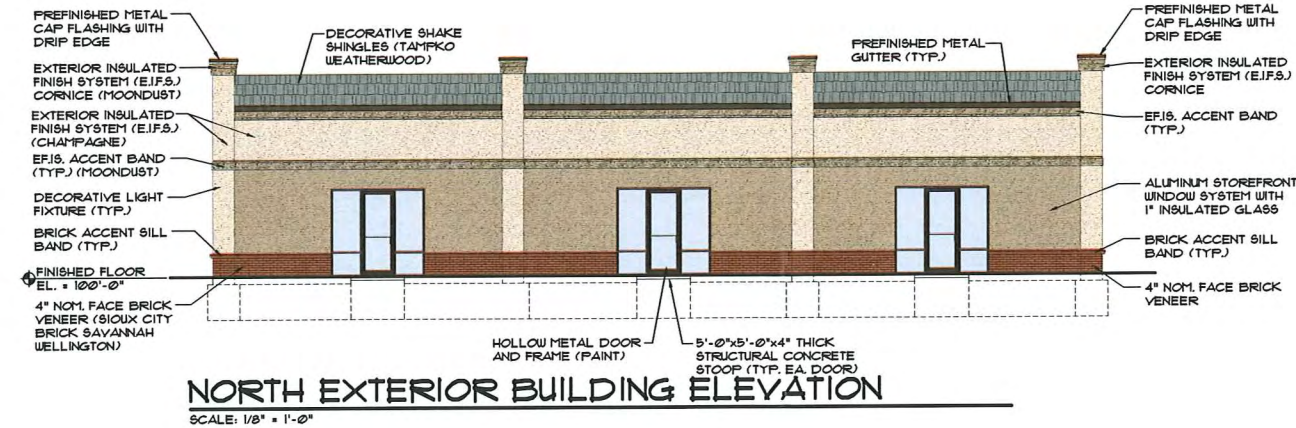 PREFINISHED METAL
CAP FLASHING WITH
DRIP EDGE
EXTERIOR INSULATED
FINISH SYSTEM (E.I.F.S.)
CORNICE (MOONDUST)
EXTERIOR INSULATED
FINISH SYSTEM (E.I.F.S.)
(CHAMPAGNE)
E.F.I.S. ACCENT BAND
(TYP.) (MOONDUST)
DECORATIVE LIGHT
FIXTURE (TYP.)
BRICK ACCENT SILL
BAND (TYP.)
FINISHED FLOOR
EL. = 100'-0"
4" NOM. FACE BRICK
VENEER (SIOUX CITY
BRICK SAVANNAH
WELLINGTON)
DECORATIVE SHAKE
SHINGLES (TAMPKO
WEATHERWOOD)
PREFINISHED METAL
GUTTER (TYP.)
PREFINISHED METAL
CAP FLASHING WITH
DRIP EDGE
EXTERIOR INSULATED
FINISH SYSTEM (E.I.F.S.)
CORNICE
E.F.I.S. ACCENT BAND
(TYP.)
ALUMINUM STOREFRONT
WINDOW SYSTEM WITH
1" INSULATED GLASS
BRICK ACCENT SILL
BAND (TYP.)
4" NOM. FACE BRICK
VENEER
HOLLOW METAL DOOR
AND FRAME (PAINT)
5'-0"x5'-0"x4" THICK
STRUCTURAL CONCRETE
STOOP (TYP. EA. DOOR)
NORTH EXTERIOR BUILDING ELEVATION
SCALE: 1/8" = 1'-0"